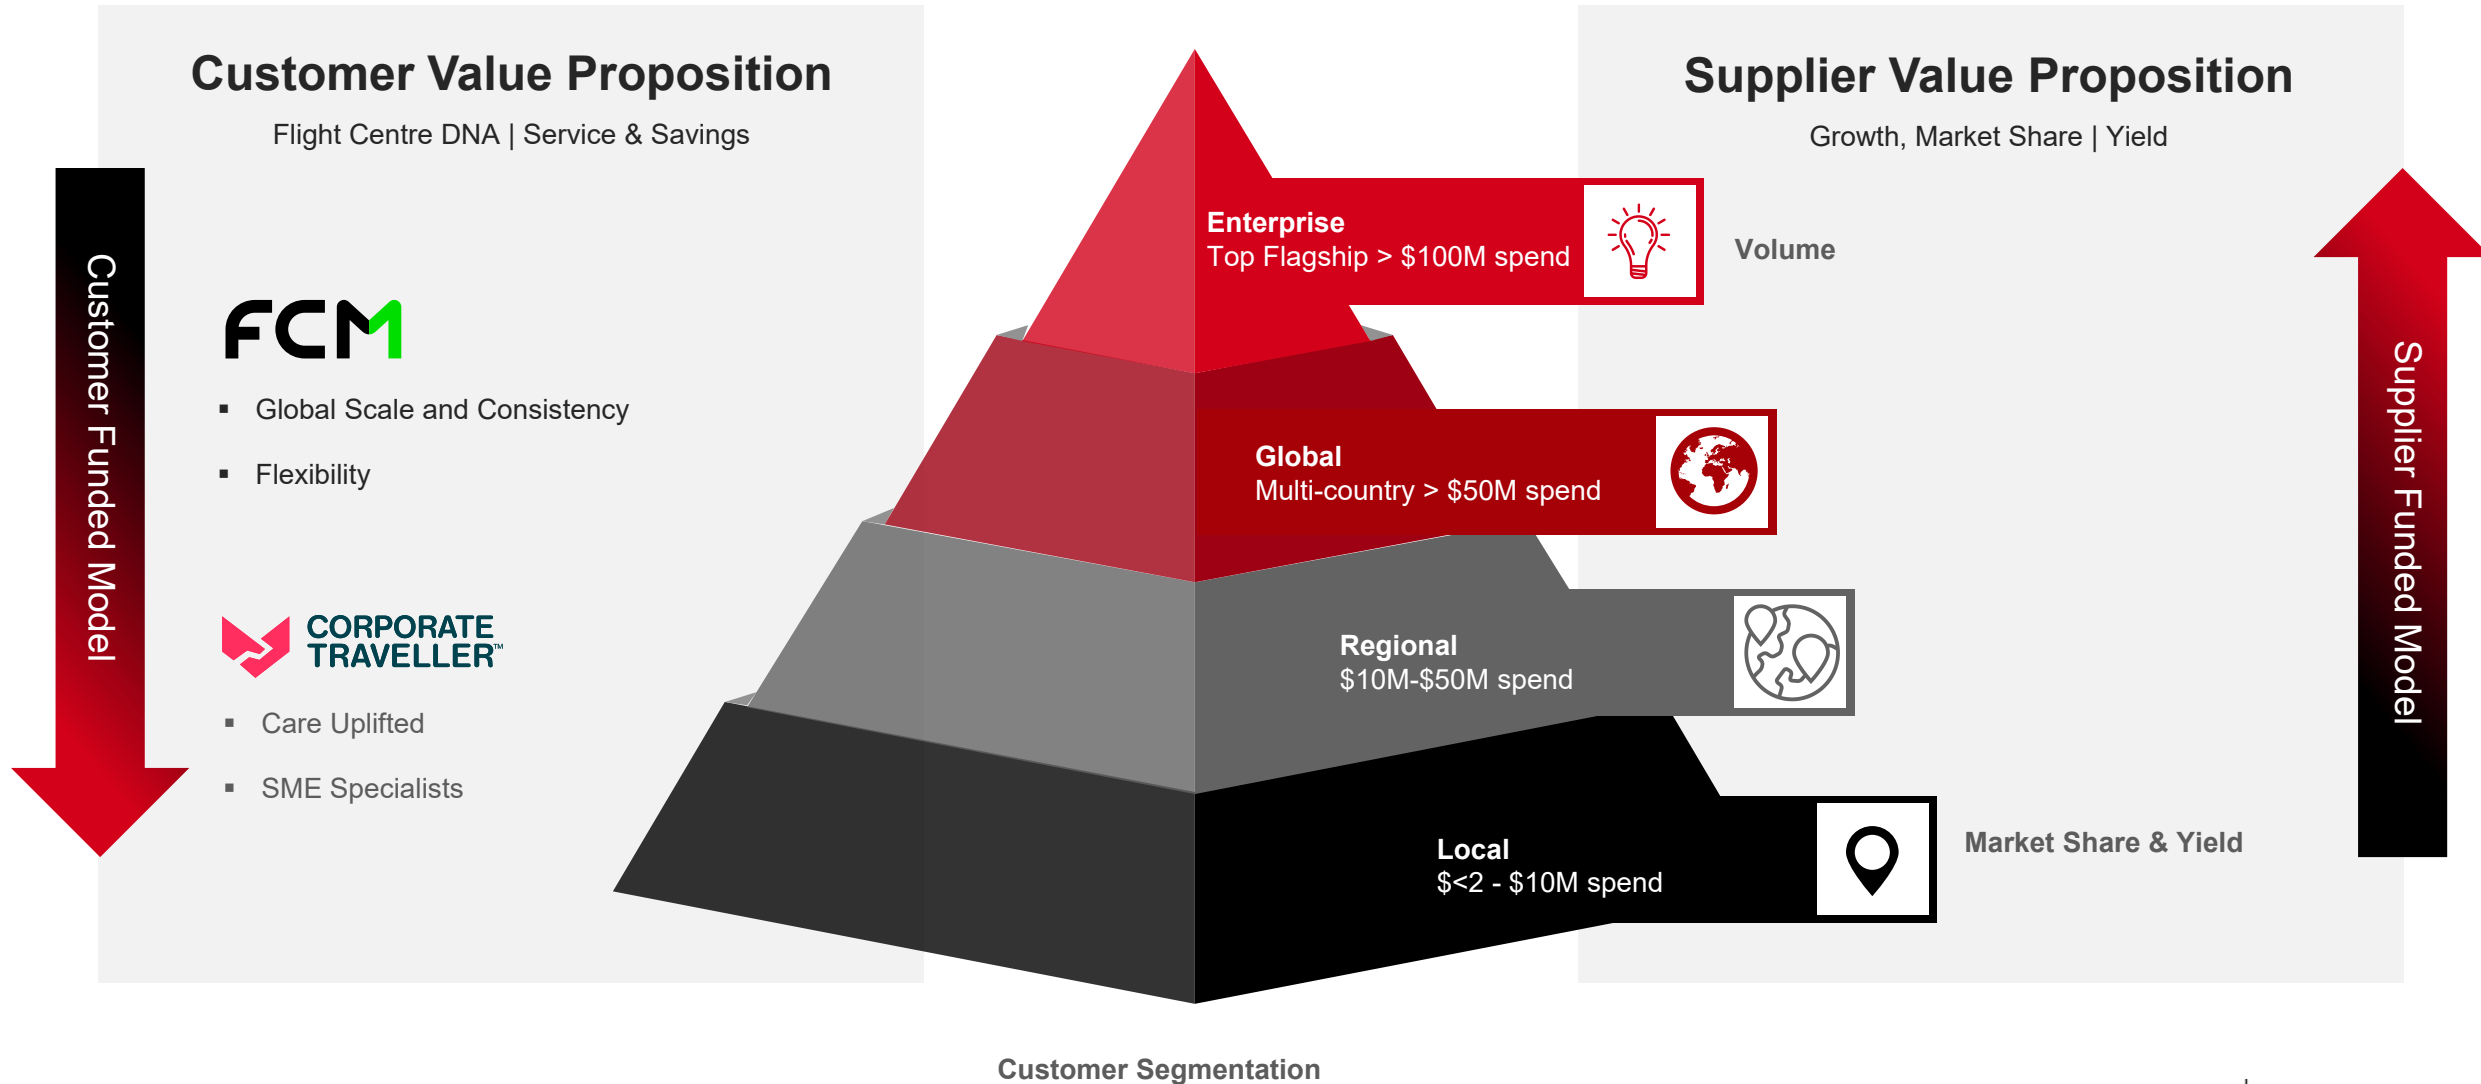 Customer Value Proposition
Flight Centre DNA | Service & Savings
Customer Funded Model
FCM
▪ Global Scale and Consistency
▪ Flexibility
CORPORATE
TRAVELLER™
▪ Care Uplifted
▪ SME Specialists
Enterprise
Top Flagship > $100M spend
Global
Multi-country > $50M spend
Regional
$10M-$50M spend
Local
$<2 - $10M spend
Customer Segmentation
Supplier Value Proposition
Growth, Market Share | Yield
Volume
Market Share & Yield
Supplier Funded Model